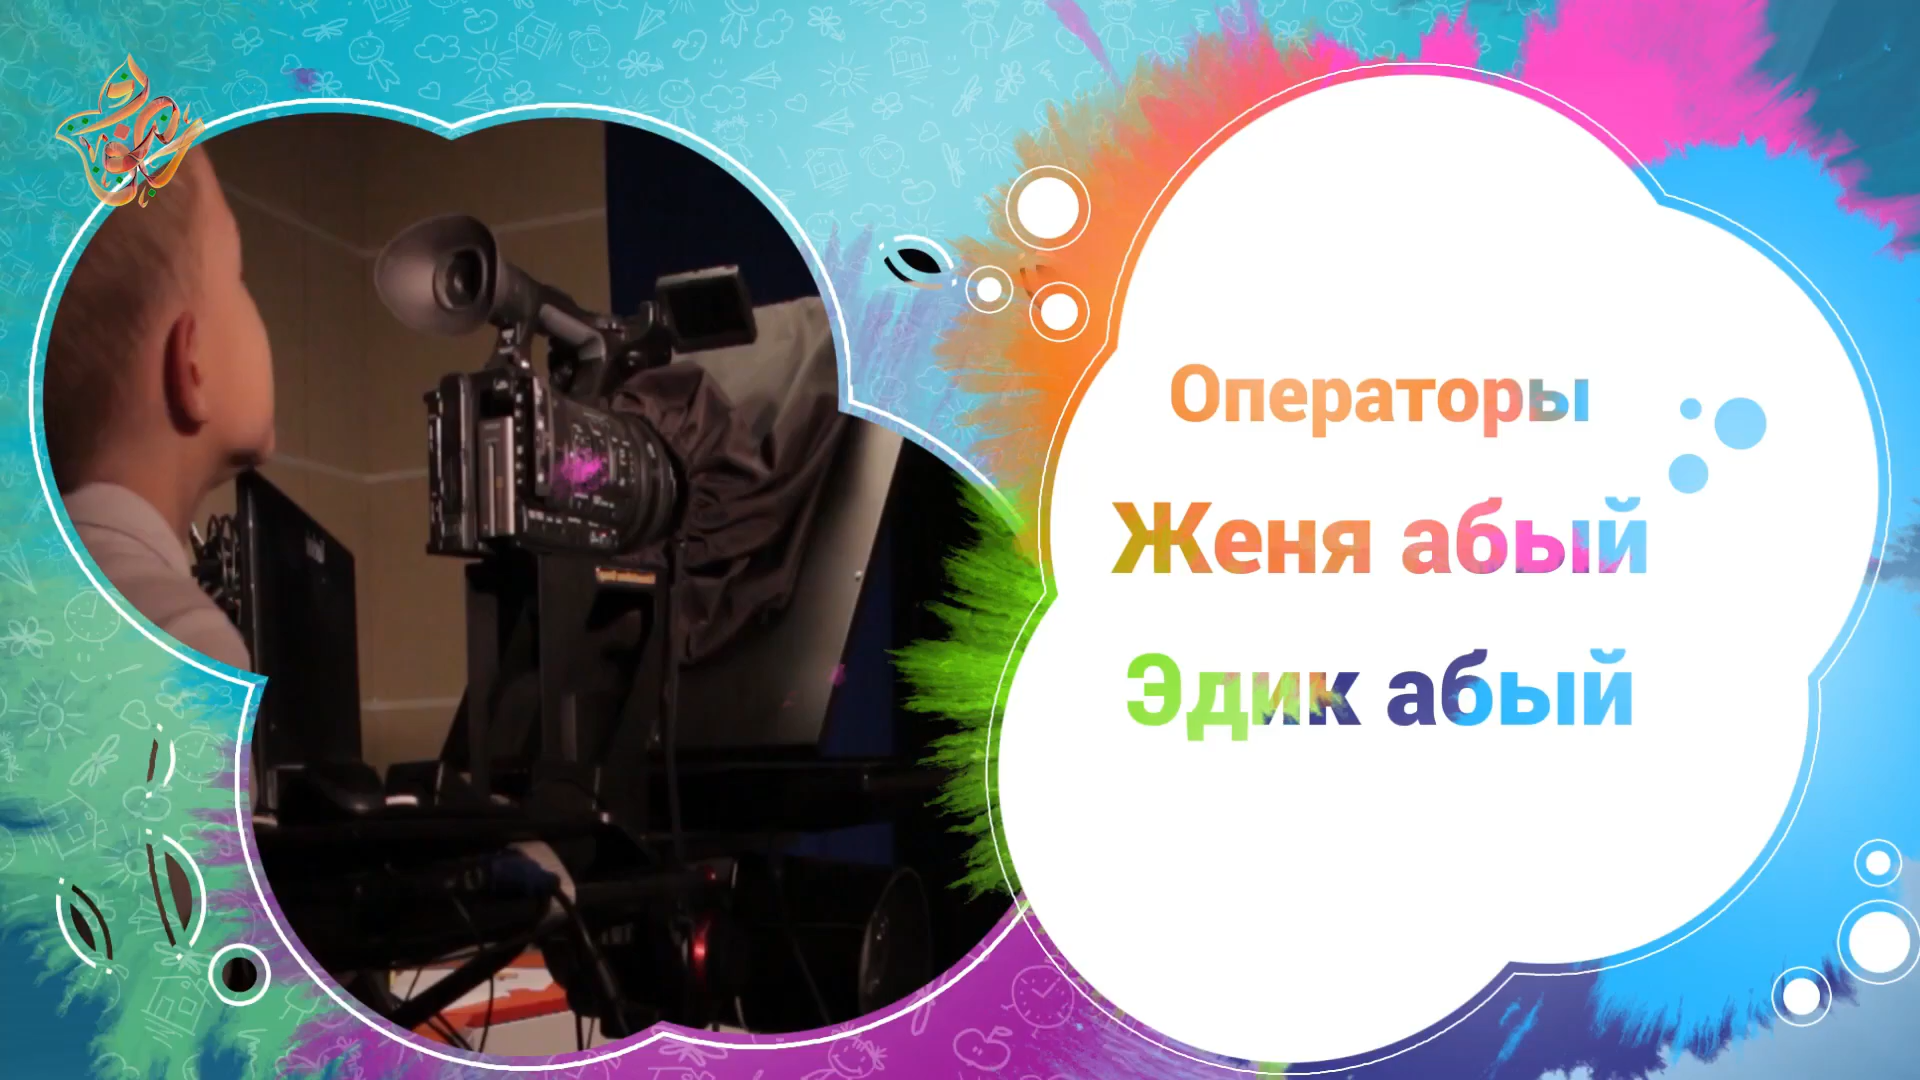 Операторы
Женя абый
Эдик абый